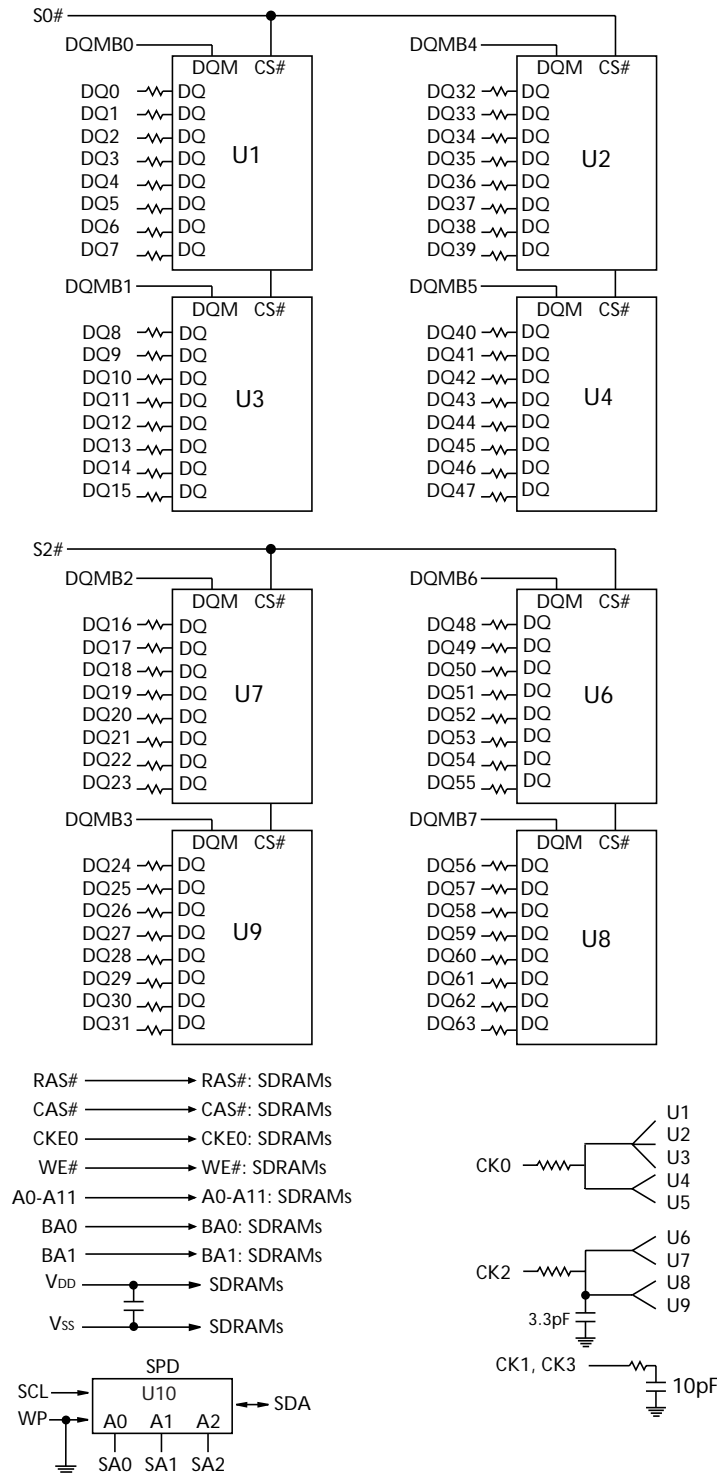 S0#
DQMB0
DQM CS#
DQ0 DQ
DQ1 DQ
DQ2 DQ
DQ3 DQ
DQ4 DQ
DQ5 DQ
DQ6 DQ
DQ7 DQ
U1
DQMB4
DQM CS#
DQ32 DQ
DQ33 DQ
DQ34 DQ
DQ35 DQ
DQ36 DQ
DQ37 DQ
DQ38 DQ
DQ39 DQ
U2
DQMB1
DQM CS#
DQ8 DQ
DQ9 DQ
DQ10 DQ
DQ11 DQ
DQ12 DQ
DQ13 DQ
DQ14 DQ
DQ15 DQ
U3
DQMB5
DQM CS#
DQ40 DQ
DQ41 DQ
DQ42 DQ
DQ43 DQ
DQ44 DQ
DQ45 DQ
DQ46 DQ
DQ47 DQ
U4
S2#
DQMB2
DQM CS#
DQ16 DQ
DQ17 DQ
DQ18 DQ
DQ19 DQ
DQ20 DQ
DQ21 DQ
DQ22 DQ
DQ23 DQ
U7
DQMB6
DQM CS#
DQ48 DQ
DQ49 DQ
DQ50 DQ
DQ51 DQ
DQ52 DQ
DQ53 DQ
DQ54 DQ
DQ55 DQ
U6
DQMB3
DQM CS#
DQ24 DQ
DQ25 DQ
DQ26 DQ
DQ27 DQ
DQ28 DQ
DQ29 DQ
DQ30 DQ
DQ31 DQ
U9
DQMB7
DQM CS#
DQ56 DQ
DQ57 DQ
DQ58 DQ
DQ59 DQ
DQ60 DQ
DQ61 DQ
DQ62 DQ
DQ63 DQ
U8
RAS# RAS#: SDRAMs
CAS# CAS#: SDRAMs
CKE0 CKE0: SDRAMs
WE# WE#: SDRAMs
A0-A11 A0-A11: SDRAMs
BA0 BA0: SDRAMs
BA1 BA1: SDRAMs
VDD SDRAMs
VSS SDRAMs
SPD
U10
SCL
WP
A0 A1 A2
SDA
SA0 SA1 SA2
CK0
U1
U2
U3
U4
U5
CK2
U6
U7
U8
U9
3.3pF
CK1, CK3
10pF